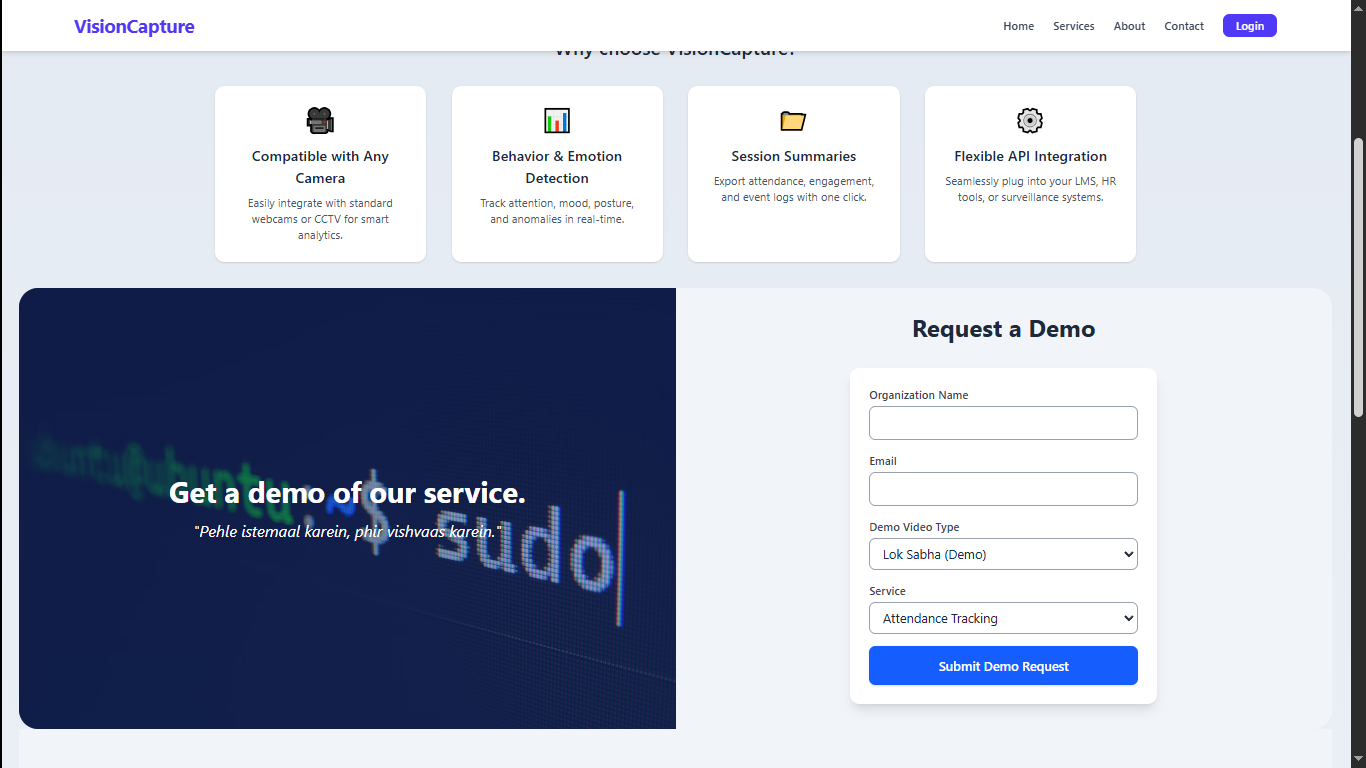 VisionCapture
Home
Services
About
Contact
Login
Why choose VisionCapture?
Compatible with Any
Camera
Easily integrate with standard
webcams or CCTV for smart
analytics.
Behavior & Emotion
Detection
Track attention, mood, posture,
and anomalies in real-time.
Session Summaries
Export attendance, engagement,
and event logs with one click.
Flexible API Integration
Seamlessly plug into your LMS, HR
tools, or surveillance systems.
ubuntu@ubuntu:~$ sudo
Get a demo of our service.
"Pehle istemaal karein, phir vishvaas karein."
Request a Demo
Organization Name
Email
Demo Video Type
Lok Sabha (Demo)
Service
Attendance Tracking
Submit Demo Request